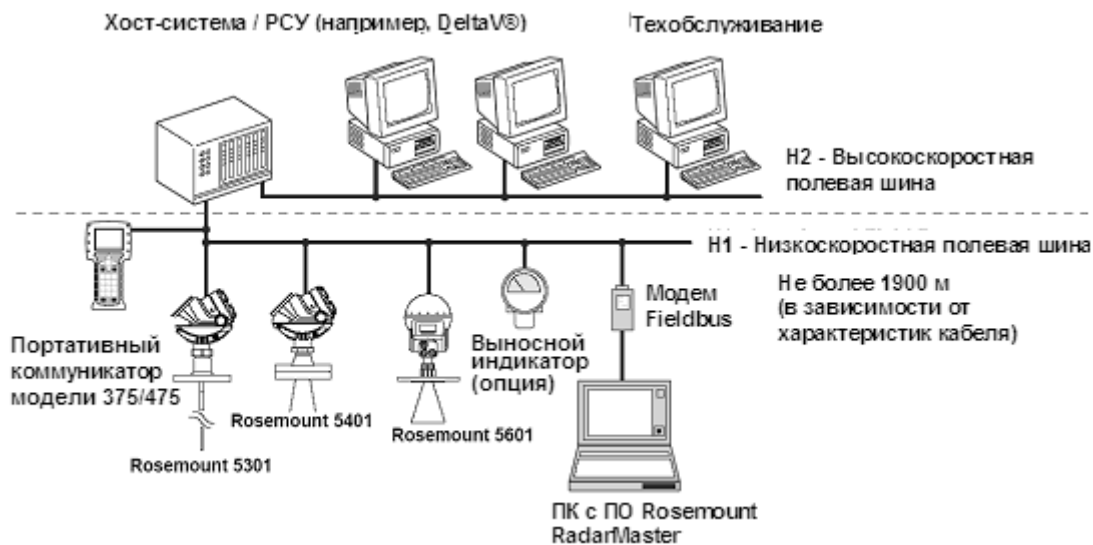 Хост-система / РСУ (например, DeltaV®)
Техобслуживание
H2 - Высокоскоростная
полевая шина
H1 - Низкоскоростная полевая шина
Не более 1900 м
(в зависимости от
характеристик кабеля)
Модем
Fieldbus
Выносной
индикатор
(опция)
Портативный
коммуникатор
модели 375/475
Rosemount 5401
Rosemount 5601
Rosemount 5301
ПК с ПО Rosemount
RadarMaster